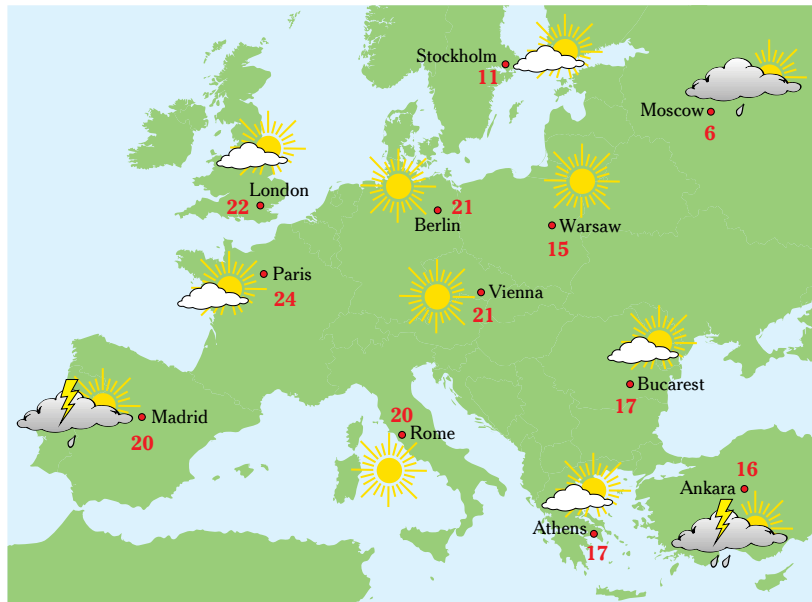 Stockholm
11
Moscow
6
London
22
21
Berlin
Warsaw
15
Paris
24
Vienna
21
Bucarest
17
Madrid
20
20
Rome
16
Ankara
Athens
17